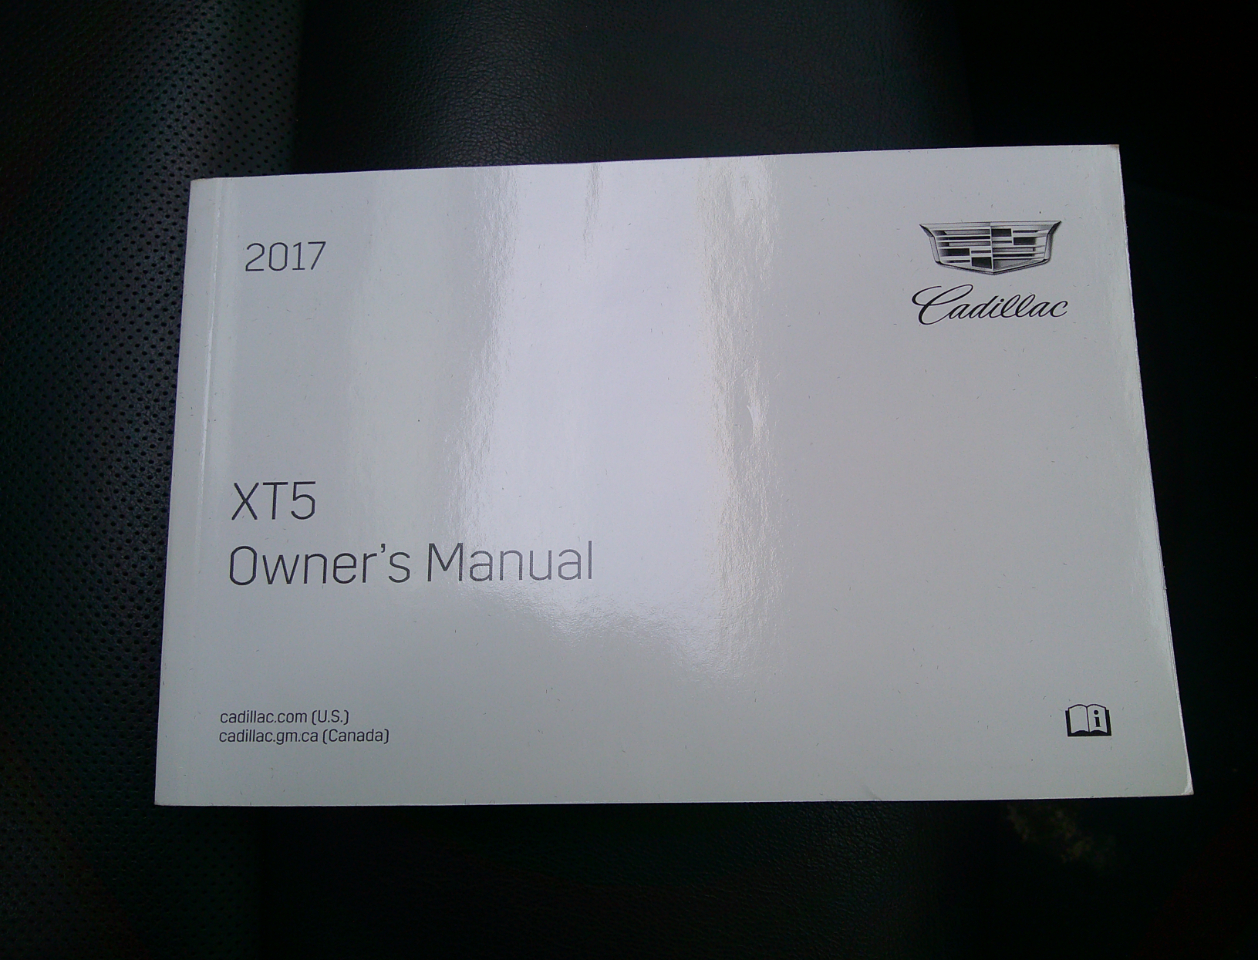 2017
Cadillac
XT5
Owner's Manual
cadillac.com (U.S.)
cadillac.gm.ca (Canada)
i